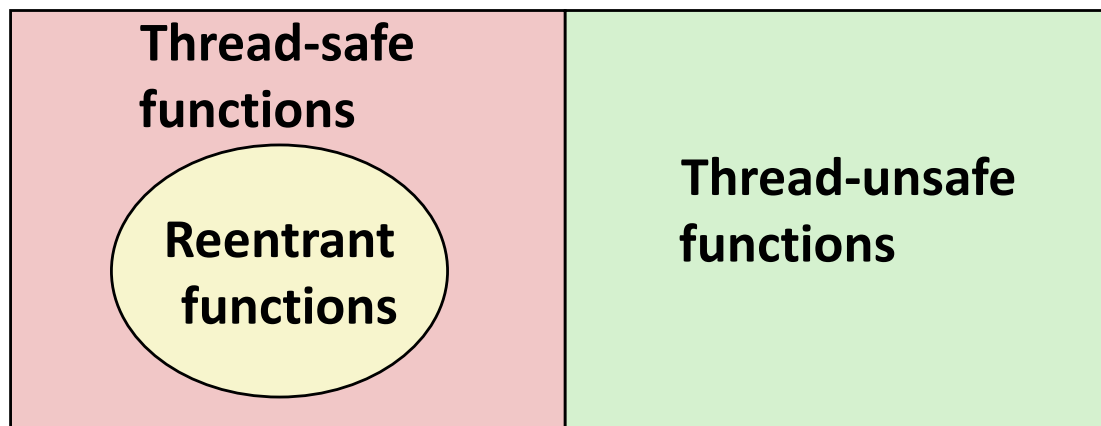 Thread-safe
functions
Reentrant
functions
Thread-unsafe
functions